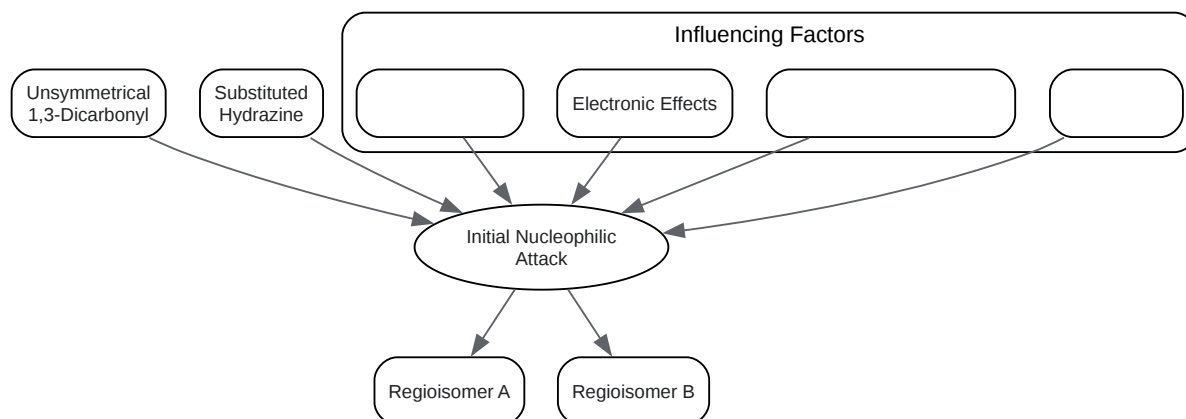 Influencing Factors
Unsymmetrical
1,3-Dicarbonyl
Substituted
Hydrazine
Electronic Effects
Initial Nucleophilic
Attack
Regioisomer A
Regioisomer B